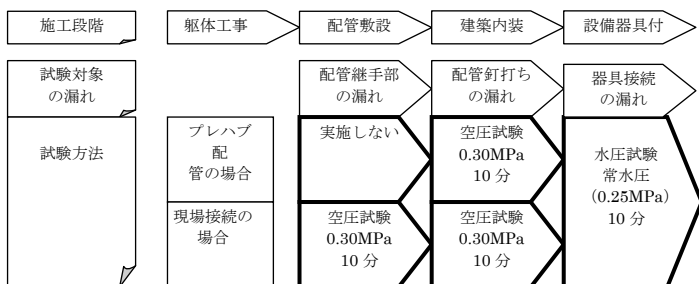 施工段階
躯体工事
配管敷設
建築内装
設備器具付
試験対象
の漏れ
配管継手部
の漏れ
配管釘打ち
の漏れ
器具接続
の漏れ
試験方法
プレハブ
配
管の場合
実施しない
空圧試験
0.30MPa
10 分
水圧試験
常水圧
（0.25MPa）
10 分
現場接続の
場合
空圧試験
0.30MPa
10 分
空圧試験
0.30MPa
10 分